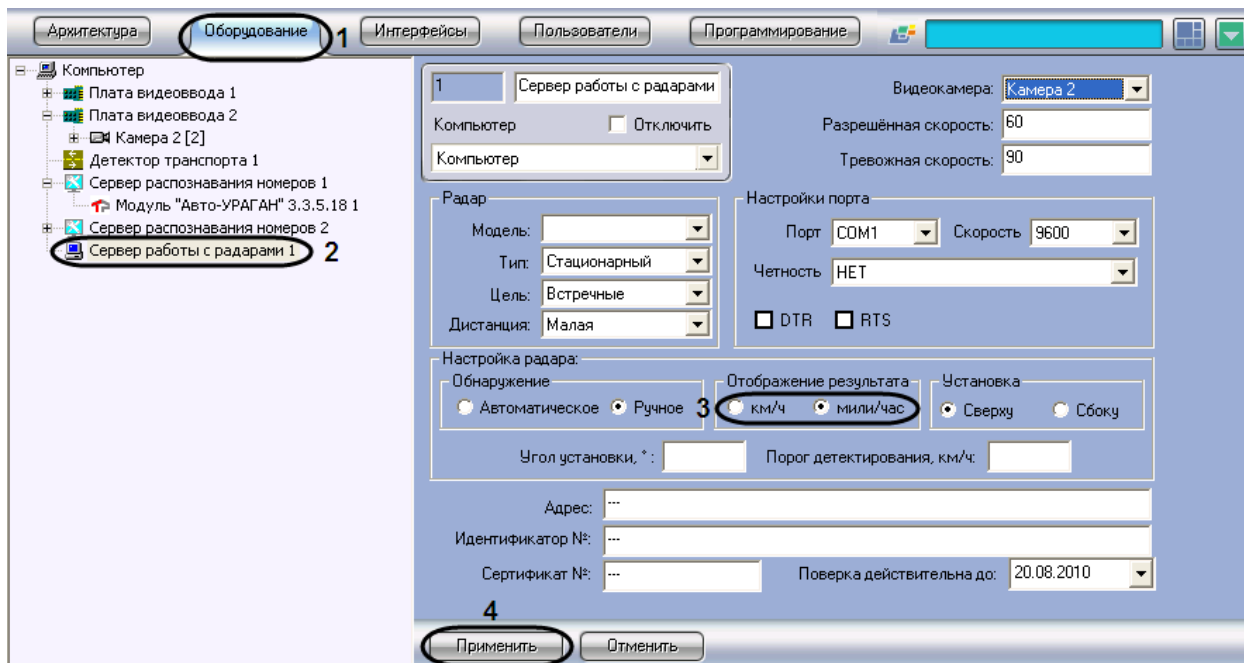 Архитектура Оборудование 1 Интерфейсы Пользователи Программирование
Компьютер
Плата видеоввода 1
Плата видеоввода 2
Камера 2 [2]
Детектор транспорта 1
Сервер распознавания номеров 1
Модуль "Авто-УРАГАН" 3.3.5.18 1
Сервер распознавания номеров 2
Сервер работы с радарами 1 2
1 Сервер работы с радарами
Компьютер Отключить
Компьютер
Видеокамера: Камера 2
Разрешённая скорость: 60
Тревожная скорость: 90
Радар
Модель:
Тип: Стационарный
Цель: Встречные
Дистанция: Малая
Настройки порта
Порт COM1 Скорость 9600
Четность НЕТ
DTR RTS
Настройка радара:
Обнаружение
Автоматическое Ручное 3
Отображение результата
км/ч мили/час
Установка
Сверху Сбоку
Угол установки, °: Порог детектирования, км/ч:
Адрес: ---
Идентификатор №: ---
Сертификат №: --- Поверка действительна до: 20.08.2010
4
Применить Отменить